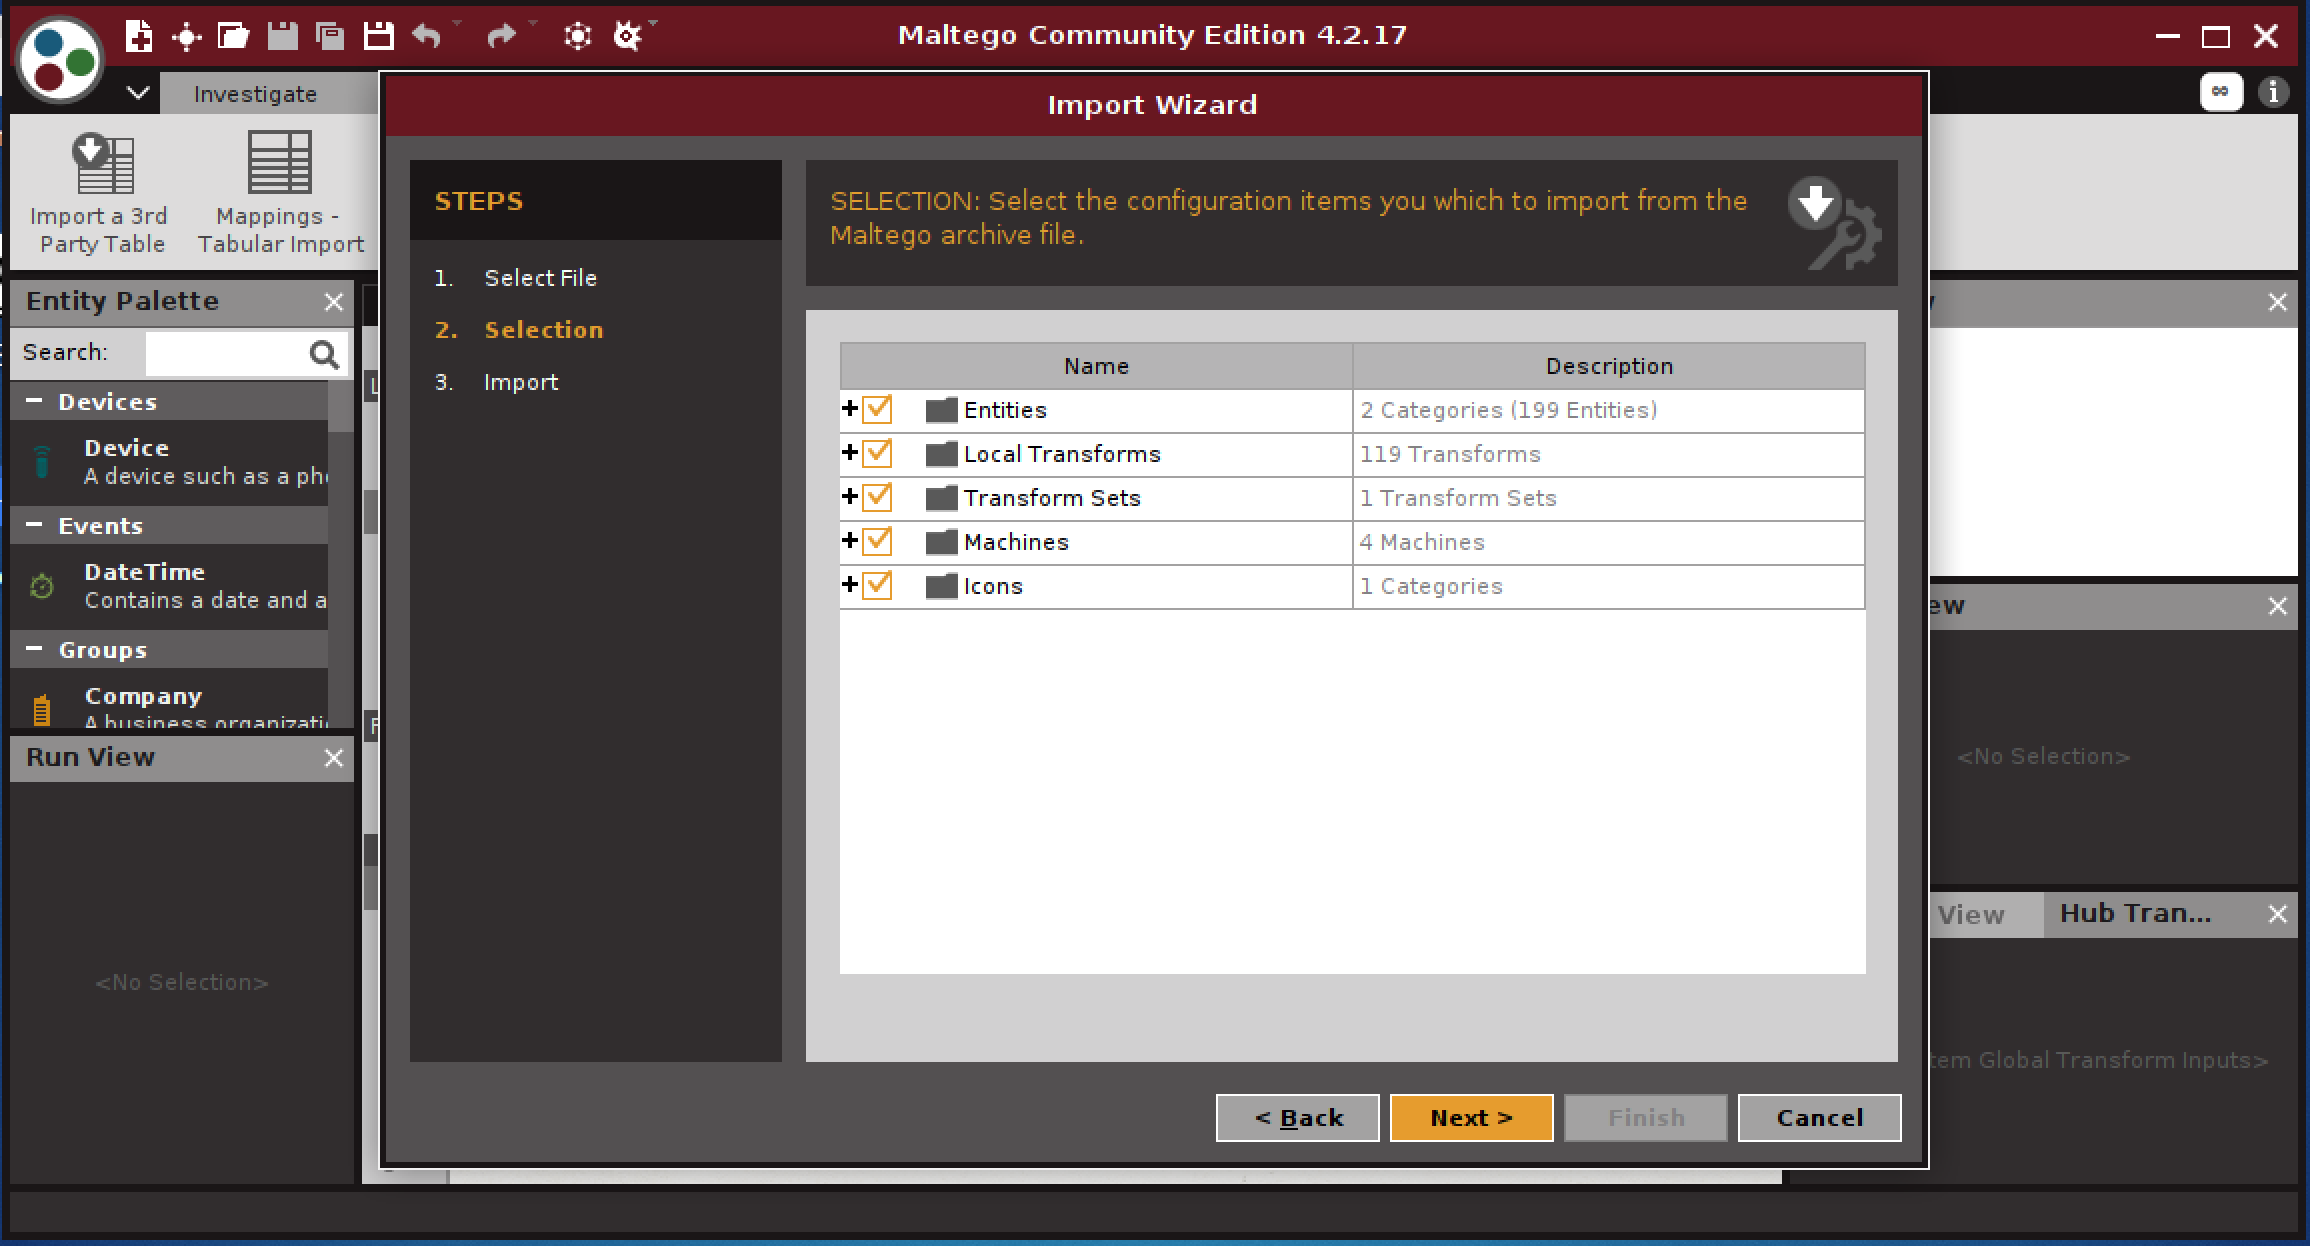 Maltego Community Edition 4.2.17
Investigate
Import a 3rd
Party Table
Mappings -
Tabular Import
Entity Palette
Search:
Devices
Device
A device such as a pho
Events
DateTime
Contains a date and a
Groups
Company
A business organizati
Run View
<No Selection>
Import Wizard
STEPS
1. Select File
2. Selection
3. Import
SELECTION: Select the configuration items you which to import from the
Maltego archive file.
Name Description
Entities 2 Categories (199 Entities)
Local Transforms 119 Transforms
Transform Sets 1 Transform Sets
Machines 4 Machines
Icons 1 Categories
< Back
Next >
Finish
Cancel
ew
<No Selection>
View
Hub Tran...
tem Global Transform Inputs>